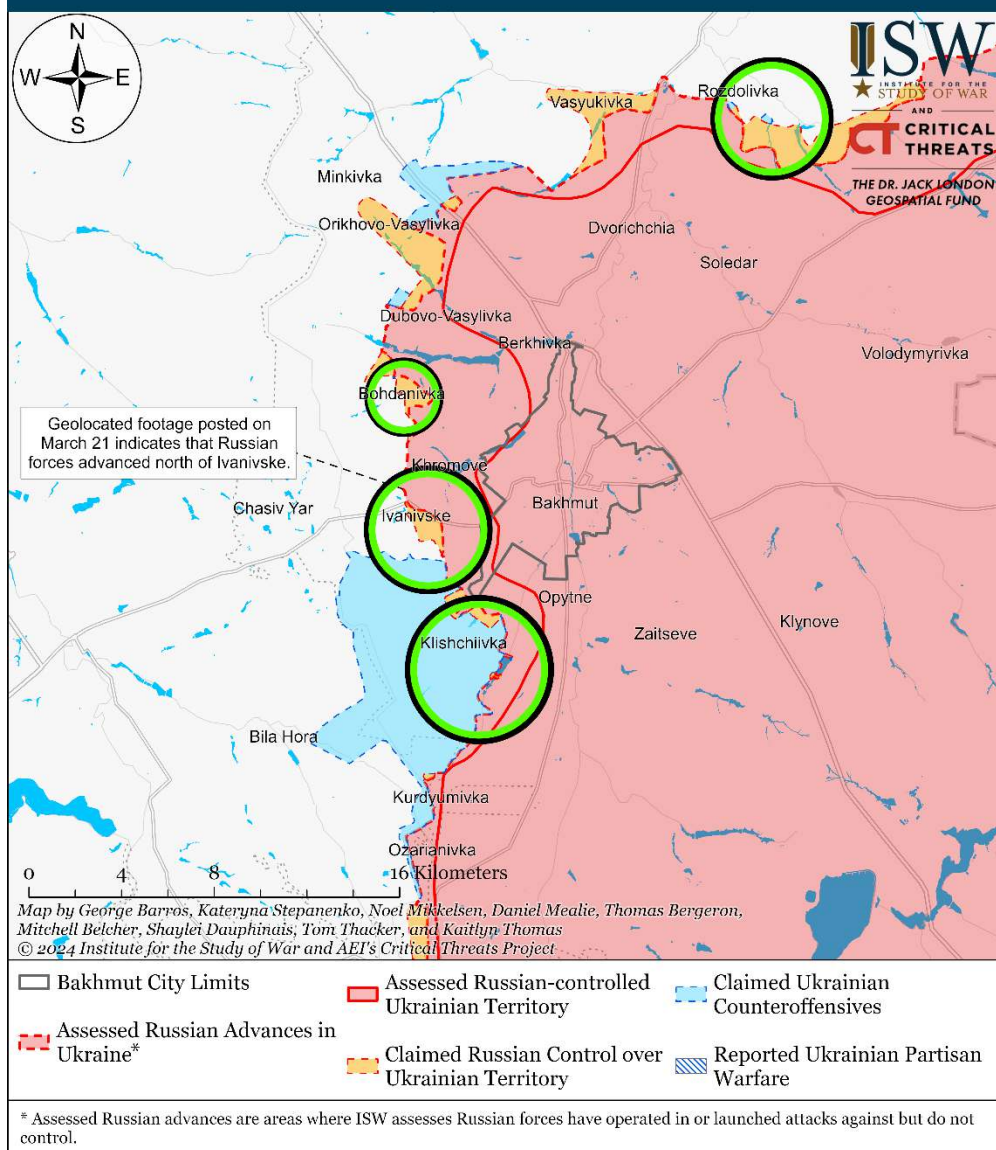 N
W E
S
ISW
INSTITUTE FOR THE
STUDY OF WAR
AND
CT CRITICAL
THREATS
THE DR. JACK LONDON
GEOSPATIAL FUND
Vasyukivka
Rozdolivka
Minkivka
Orikhovo-Vasylivka
Dvorichchia
Soledar
Dubovo-Vasylivka
Berkhivka
Volodymyrivka
Bohdanivka
Geolocated footage posted on
March 21 indicates that Russian
forces advanced north of Ivanivske.
Khromove
Chasiv Yar
Ivanivske
Bakhmut
Opytne
Klishchiivka
Zaitseve
Klynove
Bila Hora
Kurdyumivka
Ozarianivka
0 4 8 16 Kilometers
Map by George Barros, Kateryna Stepanenko, Noel Mikkelsen, Daniel Mealie, Thomas Bergeron,
Mitchell Belcher, Shaylei Dauphinais, Tom Thacker, and Kaitlyn Thomas
© 2024 Institute for the Study of War and AEI's Critical Threats Project
Bakhmut City Limits
Assessed Russian Advances in
Ukraine*
Assessed Russian-controlled
Ukrainian Territory
Claimed Russian Control over
Ukrainian Territory
Claimed Ukrainian
Counteroffensives
Reported Ukrainian Partisan
Warfare
* Assessed Russian advances are areas where ISW assesses Russian forces have operated in or launched attacks against but do not
control.